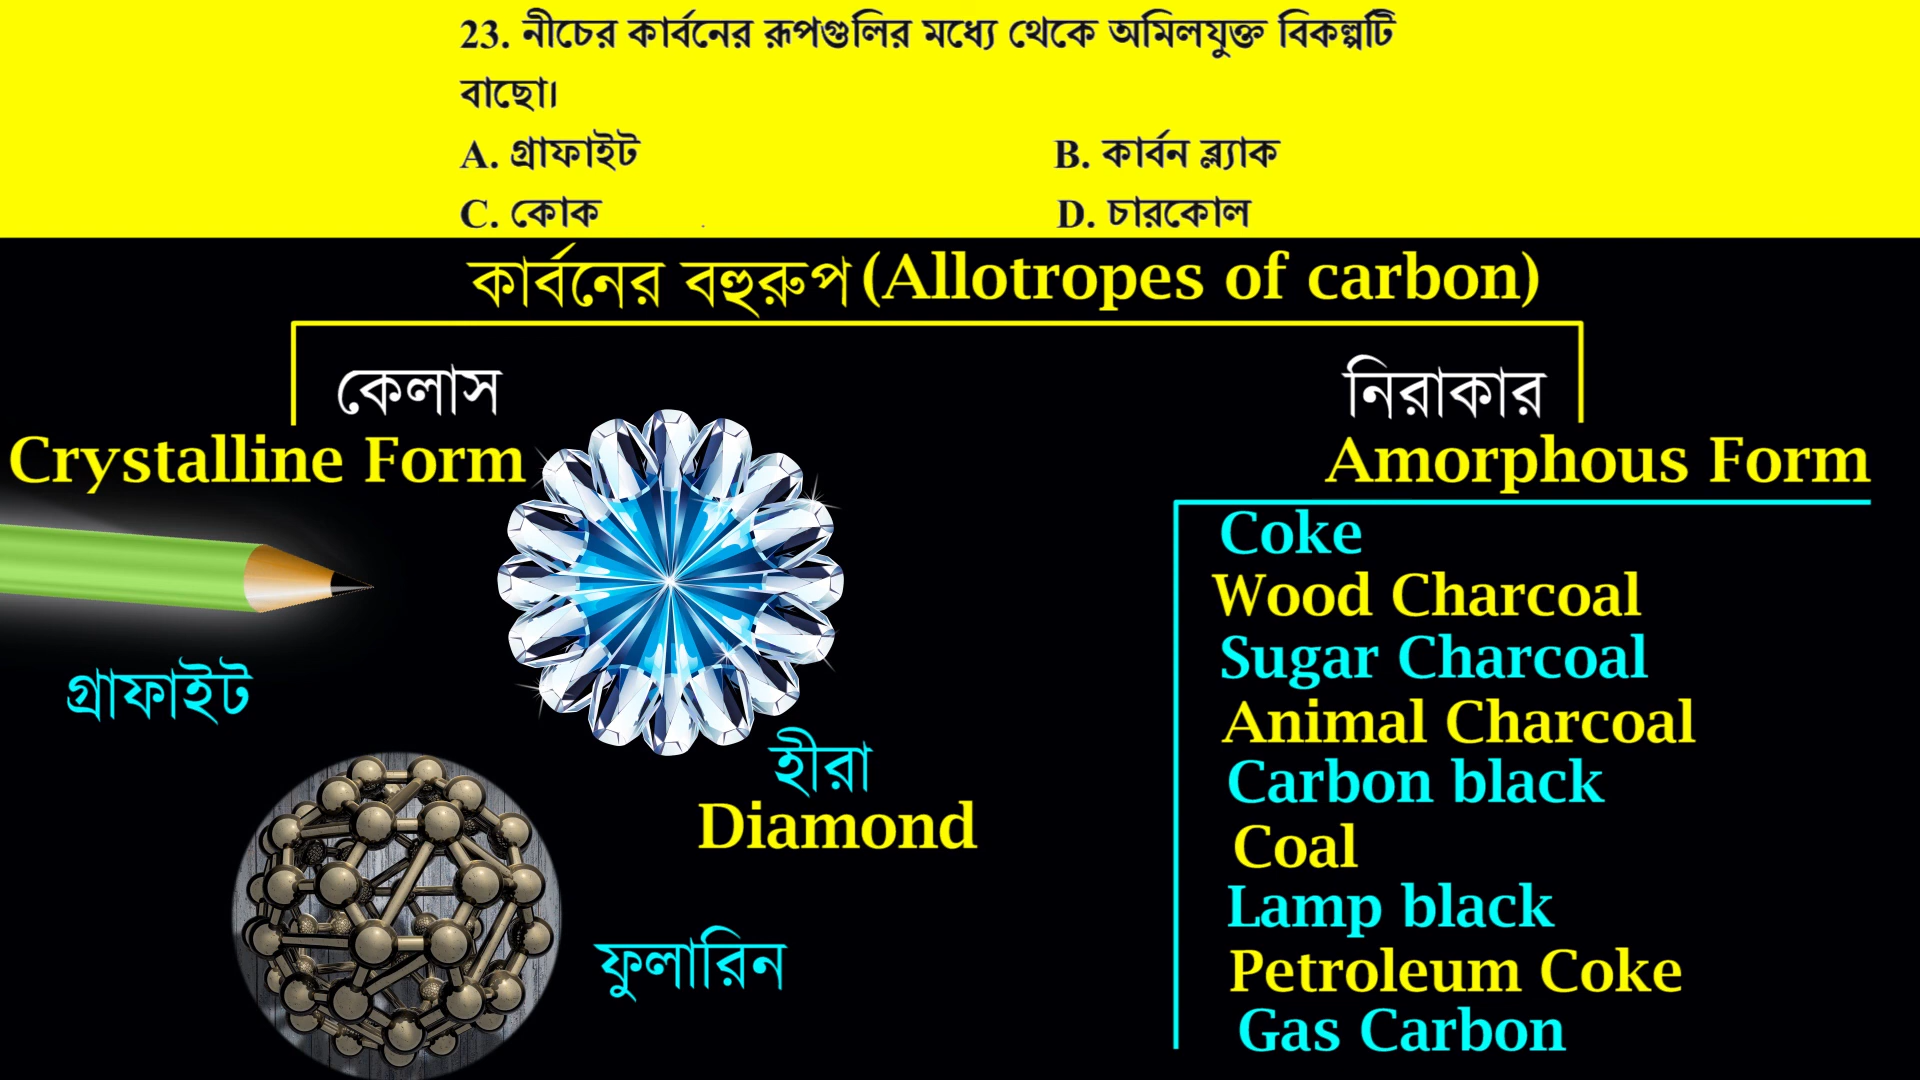 23. নীচের কার্বনের রূপগুলির মধ্যে থেকে অমিলযুক্ত বিকল্পটি
বাছো।
A. গ্রাফাইট B. কার্বন ব্ল্যাক
C. কোক D. চারকোল
কার্বনের বহুরুপ (Allotropes of carbon)
কেলাস
Crystalline Form
নিরাকার
Amorphous Form
গ্রাফাইট
হীরা
Diamond
ফুলারিন
Coke
Wood Charcoal
Sugar Charcoal
Animal Charcoal
Carbon black
Coal
Lamp black
Petroleum Coke
Gas Carbon